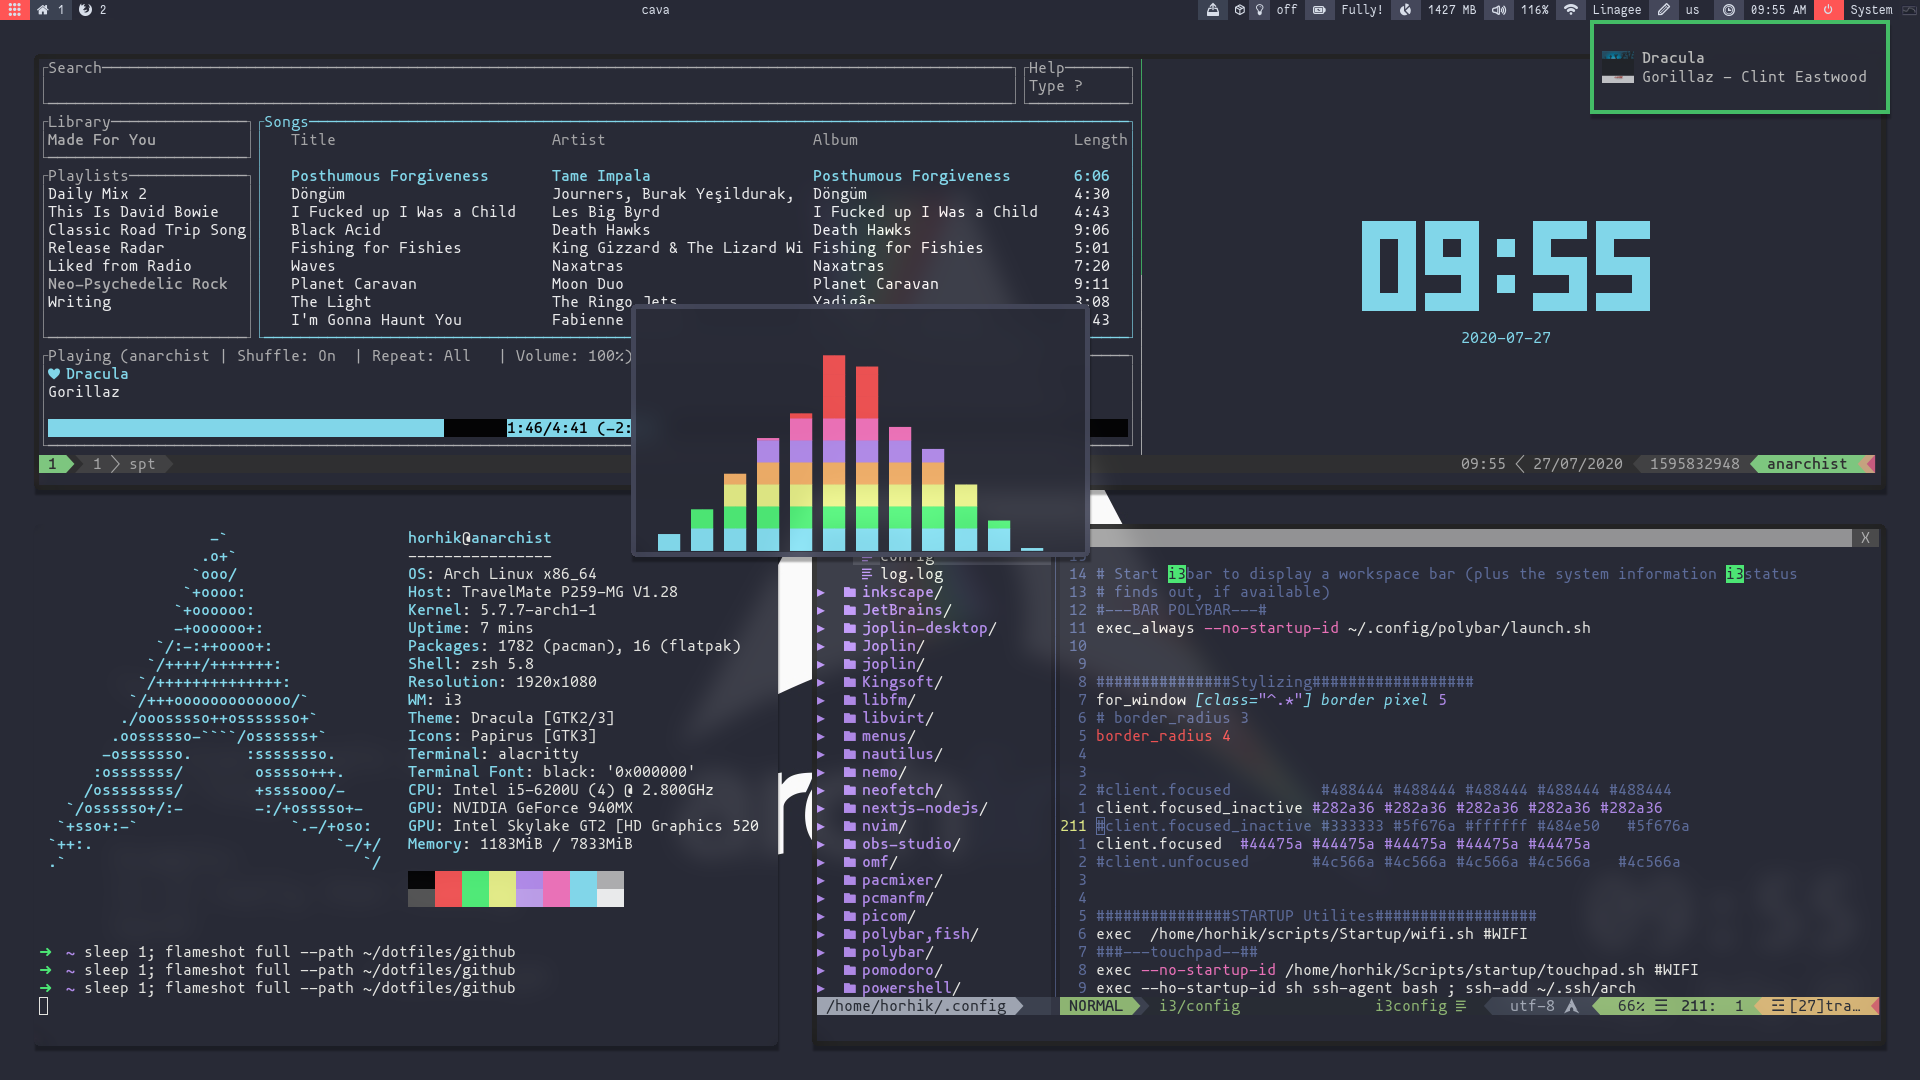 1 2 cava off Fully! 1427 MB 116% Linagee us 09:55 AM System
Dracula
Gorillaz - Clint Eastwood
Search
Help
Type ?
Library
Made For You
Playlists
Daily Mix 2
This Is David Bowie
Classic Road Trip Song
Release Radar
Liked from Radio
Neo-Psychedelic Rock
Writing
Songs
Title Artist Album Length
Posthumous Forgiveness Tame Impala Posthumous Forgiveness 6:06
Döngüm Journers, Burak Yeşildurak, Döngüm 4:30
I Fucked up I Was a Child Les Big Byrd I Fucked up I Was a Child 4:43
Black Acid Death Hawks Death Hawks 9:06
Fishing for Fishies King Gizzard & The Lizard Wi Fishing for Fishies 5:01
Waves Naxatras Naxatras 7:20
Planet Caravan Moon Duo Planet Caravan 9:11
The Light The Ringo Jets Yadigâr 3:08
I'm Gonna Haunt You Fabienne 43
Playing (anarchist | Shuffle: On | Repeat: All | Volume: 100%)
Dracula
Gorillaz
1:46/4:41 (-2:
1 1 spt
09:55 27/07/2020 1595832948 anarchist
09:55
2020-07-27
horhik@anarchist
----------------
OS: Arch Linux x86_64
Host: TravelMate P259-MG V1.28
Kernel: 5.7.7-arch1-1
Uptime: 7 mins
Packages: 1782 (pacman), 16 (flatpak)
Shell: zsh 5.8
Resolution: 1920x1080
WM: i3
Theme: Dracula [GTK2/3]
Icons: Papirus [GTK3]
Terminal: alacritty
Terminal Font: black: '0x000000'
CPU: Intel i5-6200U (4) @ 2.800GHz
GPU: NVIDIA GeForce 940MX
GPU: Intel Skylake GT2 [HD Graphics 520
Memory: 1183MiB / 7833MiB
➜ ~ sleep 1; flameshot full --path ~/dotfiles/github
➜ ~ sleep 1; flameshot full --path ~/dotfiles/github
➜ ~ sleep 1; flameshot full --path ~/dotfiles/github
config
log.log
inkscape/
JetBrains/
joplin-desktop/
Joplin/
joplin/
Kingsoft/
libfm/
libvirt/
menus/
nautilus/
nemo/
neofetch/
nextjs-nodejs/
nvim/
obs-studio/
omf/
pacmixer/
pcmanfm/
picom/
polybar,fish/
polybar/
pomodoro/
powershell/
/home/horhik/.config
X
14 # Start i3bar to display a workspace bar (plus the system information i3status
13 # finds out, if available)
12 #---BAR POLYBAR---#
11 exec_always --no-startup-id ~/.config/polybar/launch.sh
10
9
8 ###############Stylizing##################
7 for_window [class="^.*"] border pixel 5
6 # border_radius 3
5 border_radius 4
4
3
2 #client.focused #488444 #488444 #488444 #488444 #488444
1 client.focused_inactive #282a36 #282a36 #282a36 #282a36 #282a36
211 #client.focused_inactive #333333 #5f676a #ffffff #484e50 #5f676a
1 client.focused #44475a #44475a #44475a #44475a #44475a
2 #client.unfocused #4c566a #4c566a #4c566a #4c566a #4c566a
3
4
5 ###############STARTUP Utilites##################
6 exec /home/horhik/scripts/Startup/wifi.sh #WIFI
7 ###---touchpad--##
8 exec --no-startup-id /home/horhik/Scripts/startup/touchpad.sh #WIFI
9 exec --ho-startup-id sh ssh-agent bash ; ssh-add ~/.ssh/arch
NORMAL i3/config i3config utf-8 66% 211: 1 [27]tra…